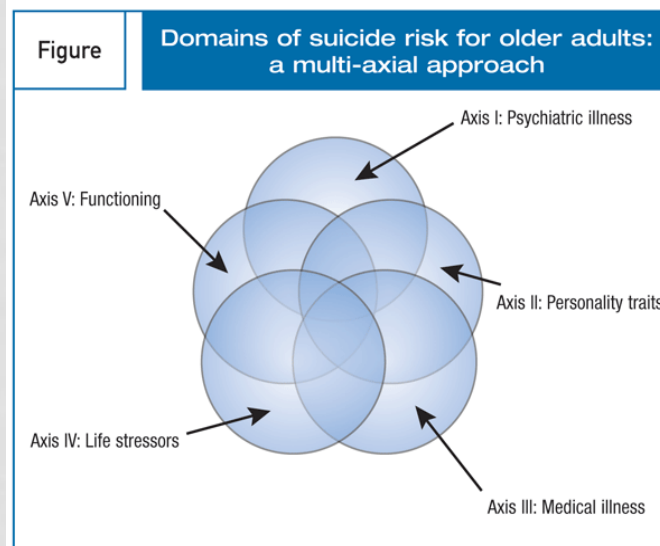 Figure
Domains of suicide risk for older adults:
a multi-axial approach
Axis I: Psychiatric illness
Axis V: Functioning
Axis II: Personality traits
Axis IV: Life stressors
Axis III: Medical illness